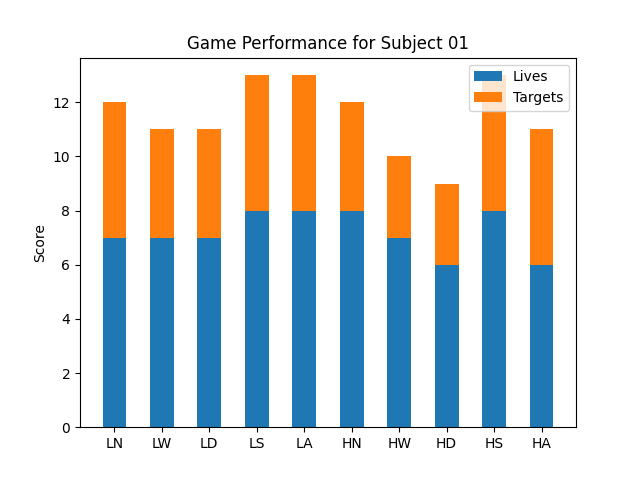 Game Performance for Subject 01
Lives
Targets
Score
12
10
8
6
4
2
0
LN LW LD LS LA HN HW HD HS HA